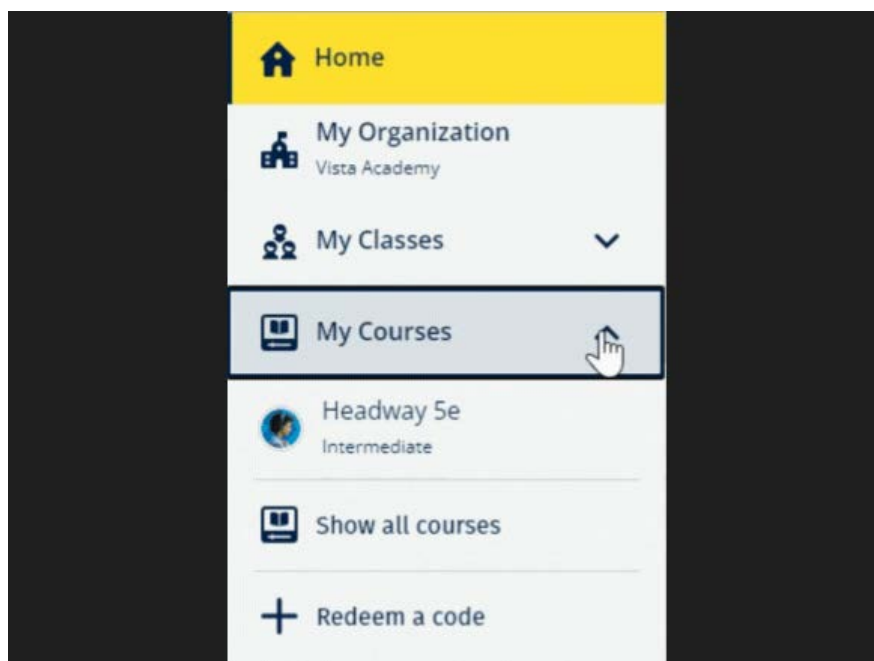 Home
My Organization
Vista Academy
My Classes
My Courses
Headway 5e
Intermediate
Show all courses
Redeem a code